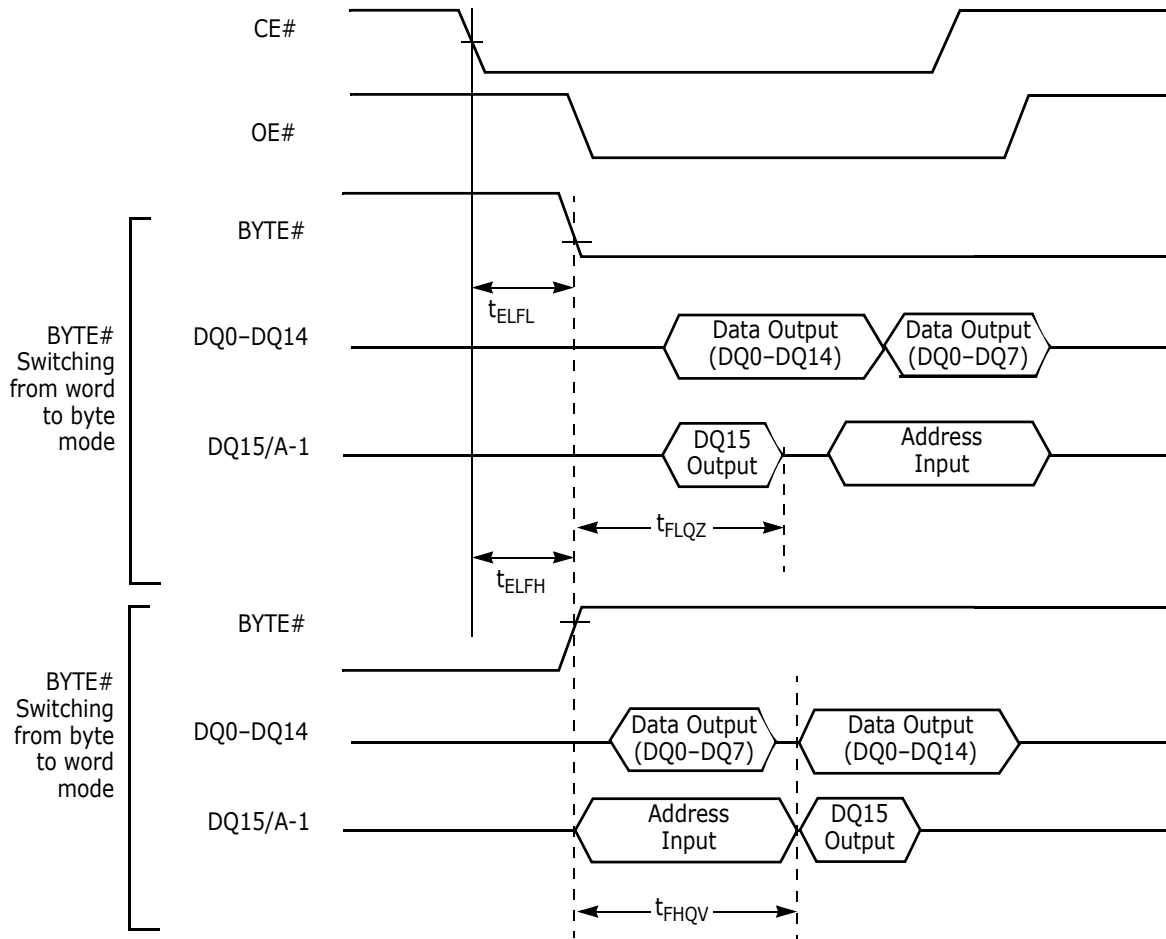 CE#
OE#
BYTE#
tELFL
BYTE#
Switching
from word
to byte
mode
DQ0–DQ14
Data Output
(DQ0–DQ14)
Data Output
(DQ0–DQ7)
DQ15/A-1
DQ15
Output
Address
Input
tFLQZ
tELFH
BYTE#
BYTE#
Switching
from byte
to word
mode
DQ0–DQ14
Data Output
(DQ0–DQ7)
Data Output
(DQ0–DQ14)
DQ15/A-1
Address
Input
DQ15
Output
tFHQV